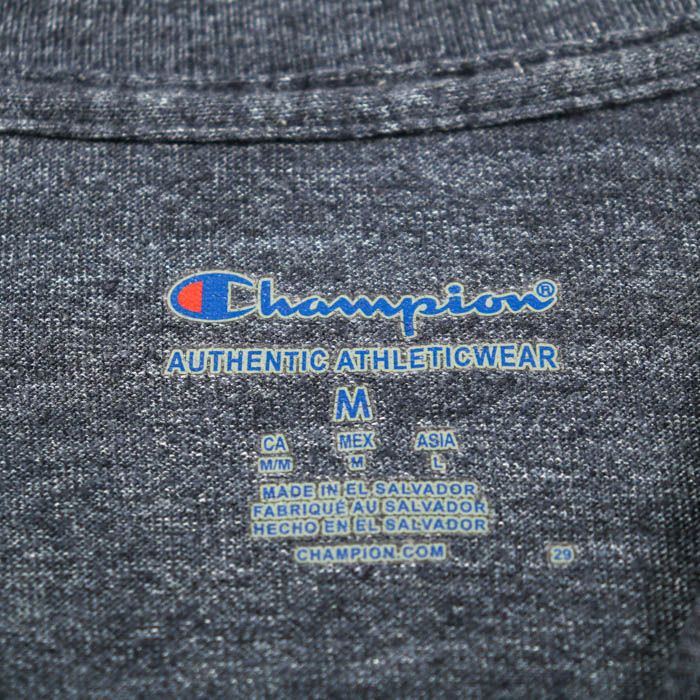 Champion®
AUTHENTIC ATHLETICWEAR
M
CA MEX ASIA
M/M M L
MADE IN EL SALVADOR
FABRIQUÉ AU SALVADOR
HECHO EN EL SALVADOR
CHAMPION.COM 29